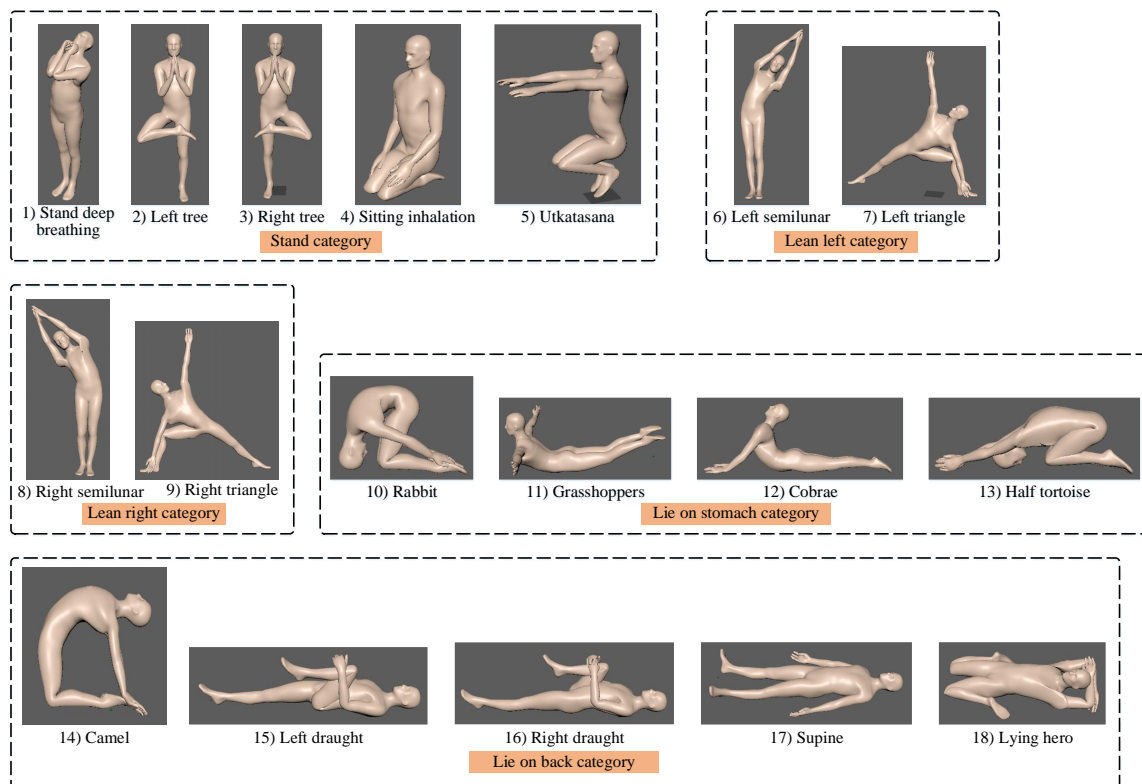 1) Stand deep
breathing
2) Left tree
3) Right tree
4) Sitting inhalation
5) Utkatasana
Stand category
6) Left semilunar
7) Left triangle
Lean left category
8) Right semilunar
9) Right triangle
Lean right category
10) Rabbit
11) Grasshoppers
12) Cobrae
13) Half tortoise
Lie on stomach category
14) Camel
15) Left draught
16) Right draught
17) Supine
18) Lying hero
Lie on back category